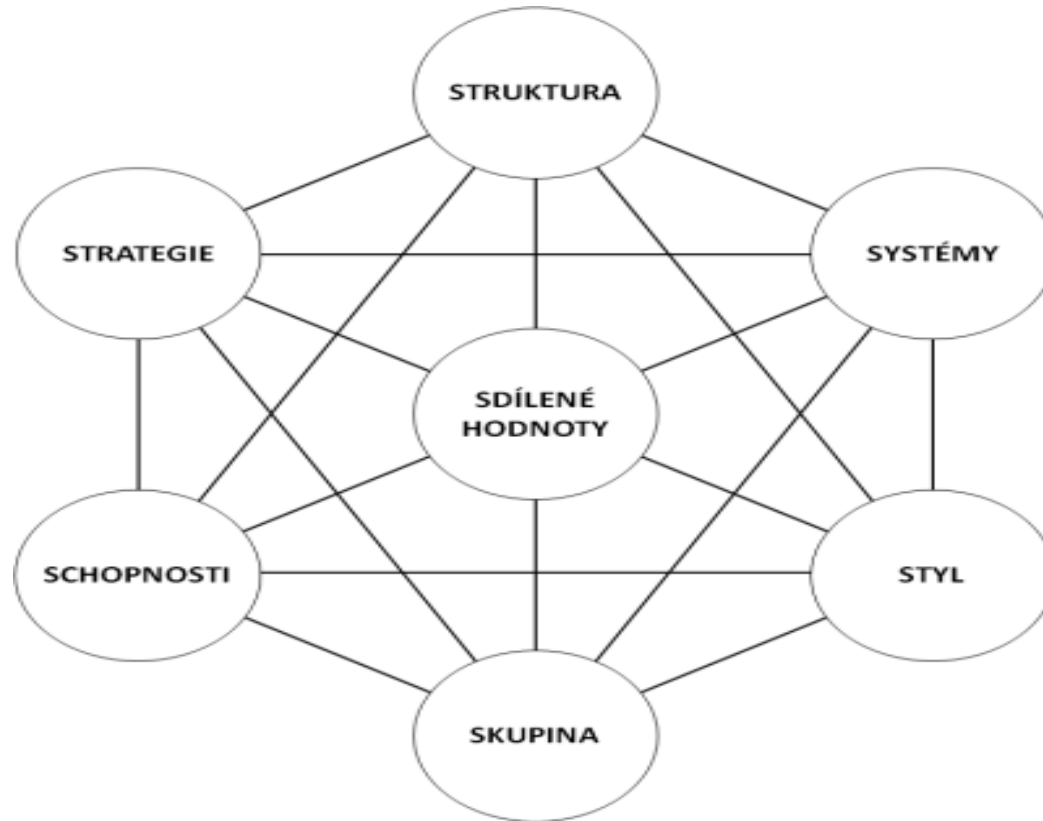 STRUKTURA
STRATEGIE
SYSTÉMY
SDÍLENÉ
HODNOTY
SCHOPNOSTI
STYL
SKUPINA